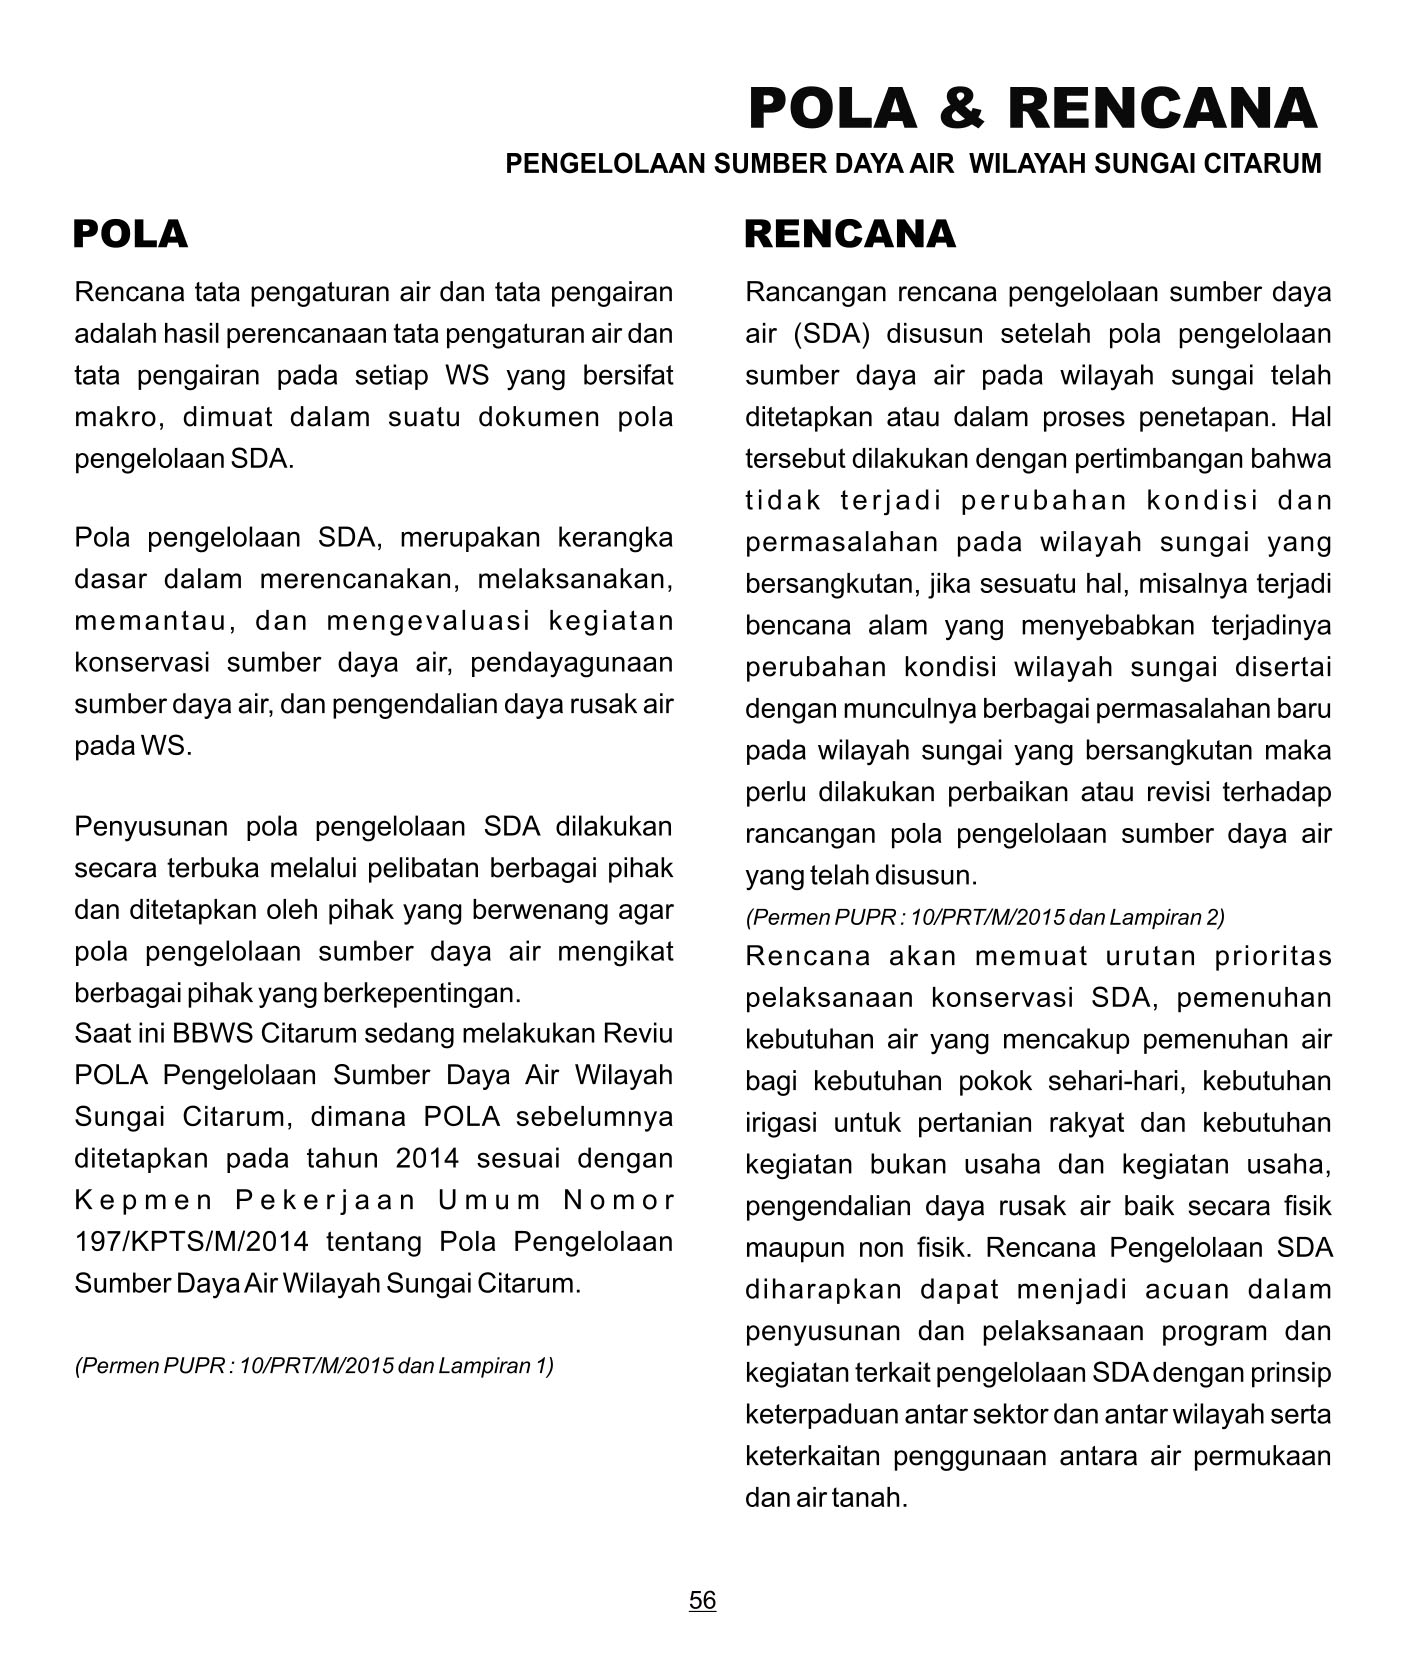 POLA & RENCANA
PENGELOLAAN SUMBER DAYA AIR WILAYAH SUNGAI CITARUM
POLA
Rencana tata pengaturan air dan tata pengairan
adalah hasil perencanaan tata pengaturan air dan
tata pengairan pada setiap WS yang bersifat
makro, dimuat dalam suatu dokumen pola
pengelolaan SDA.
Pola pengelolaan SDA, merupakan kerangka
dasar dalam merencanakan, melaksanakan,
memantau, dan mengevaluasi kegiatan
konservasi sumber daya air, pendayagunaan
sumber daya air, dan pengendalian daya rusak air
pada WS.
Penyusunan pola pengelolaan SDA dilakukan
secara terbuka melalui pelibatan berbagai pihak
dan ditetapkan oleh pihak yang berwenang agar
pola pengelolaan sumber daya air mengikat
berbagai pihak yang berkepentingan.
Saat ini BBWS Citarum sedang melakukan Reviu
POLA Pengelolaan Sumber Daya Air Wilayah
Sungai Citarum, dimana POLA sebelumnya
ditetapkan pada tahun 2014 sesuai dengan
Kepmen Pekerjaan Umum Nomor
197/KPTS/M/2014 tentang Pola Pengelolaan
Sumber Daya Air Wilayah Sungai Citarum.
(Permen PUPR : 10/PRT/M/2015 dan Lampiran 1)
RENCANA
Rancangan rencana pengelolaan sumber daya
air (SDA) disusun setelah pola pengelolaan
sumber daya air pada wilayah sungai telah
ditetapkan atau dalam proses penetapan. Hal
tersebut dilakukan dengan pertimbangan bahwa
tidak terjadi perubahan kondisi dan
permasalahan pada wilayah sungai yang
bersangkutan, jika sesuatu hal, misalnya terjadi
bencana alam yang menyebabkan terjadinya
perubahan kondisi wilayah sungai disertai
dengan munculnya berbagai permasalahan baru
pada wilayah sungai yang bersangkutan maka
perlu dilakukan perbaikan atau revisi terhadap
rancangan pola pengelolaan sumber daya air
yang telah disusun.
(Permen PUPR : 10/PRT/M/2015 dan Lampiran 2)
Rencana akan memuat urutan prioritas
pelaksanaan konservasi SDA, pemenuhan
kebutuhan air yang mencakup pemenuhan air
bagi kebutuhan pokok sehari-hari, kebutuhan
irigasi untuk pertanian rakyat dan kebutuhan
kegiatan bukan usaha dan kegiatan usaha,
pengendalian daya rusak air baik secara fisik
maupun non fisik. Rencana Pengelolaan SDA
diharapkan dapat menjadi acuan dalam
penyusunan dan pelaksanaan program dan
kegiatan terkait pengelolaan SDA dengan prinsip
keterpaduan antar sektor dan antar wilayah serta
keterkaitan penggunaan antara air permukaan
dan air tanah.
56